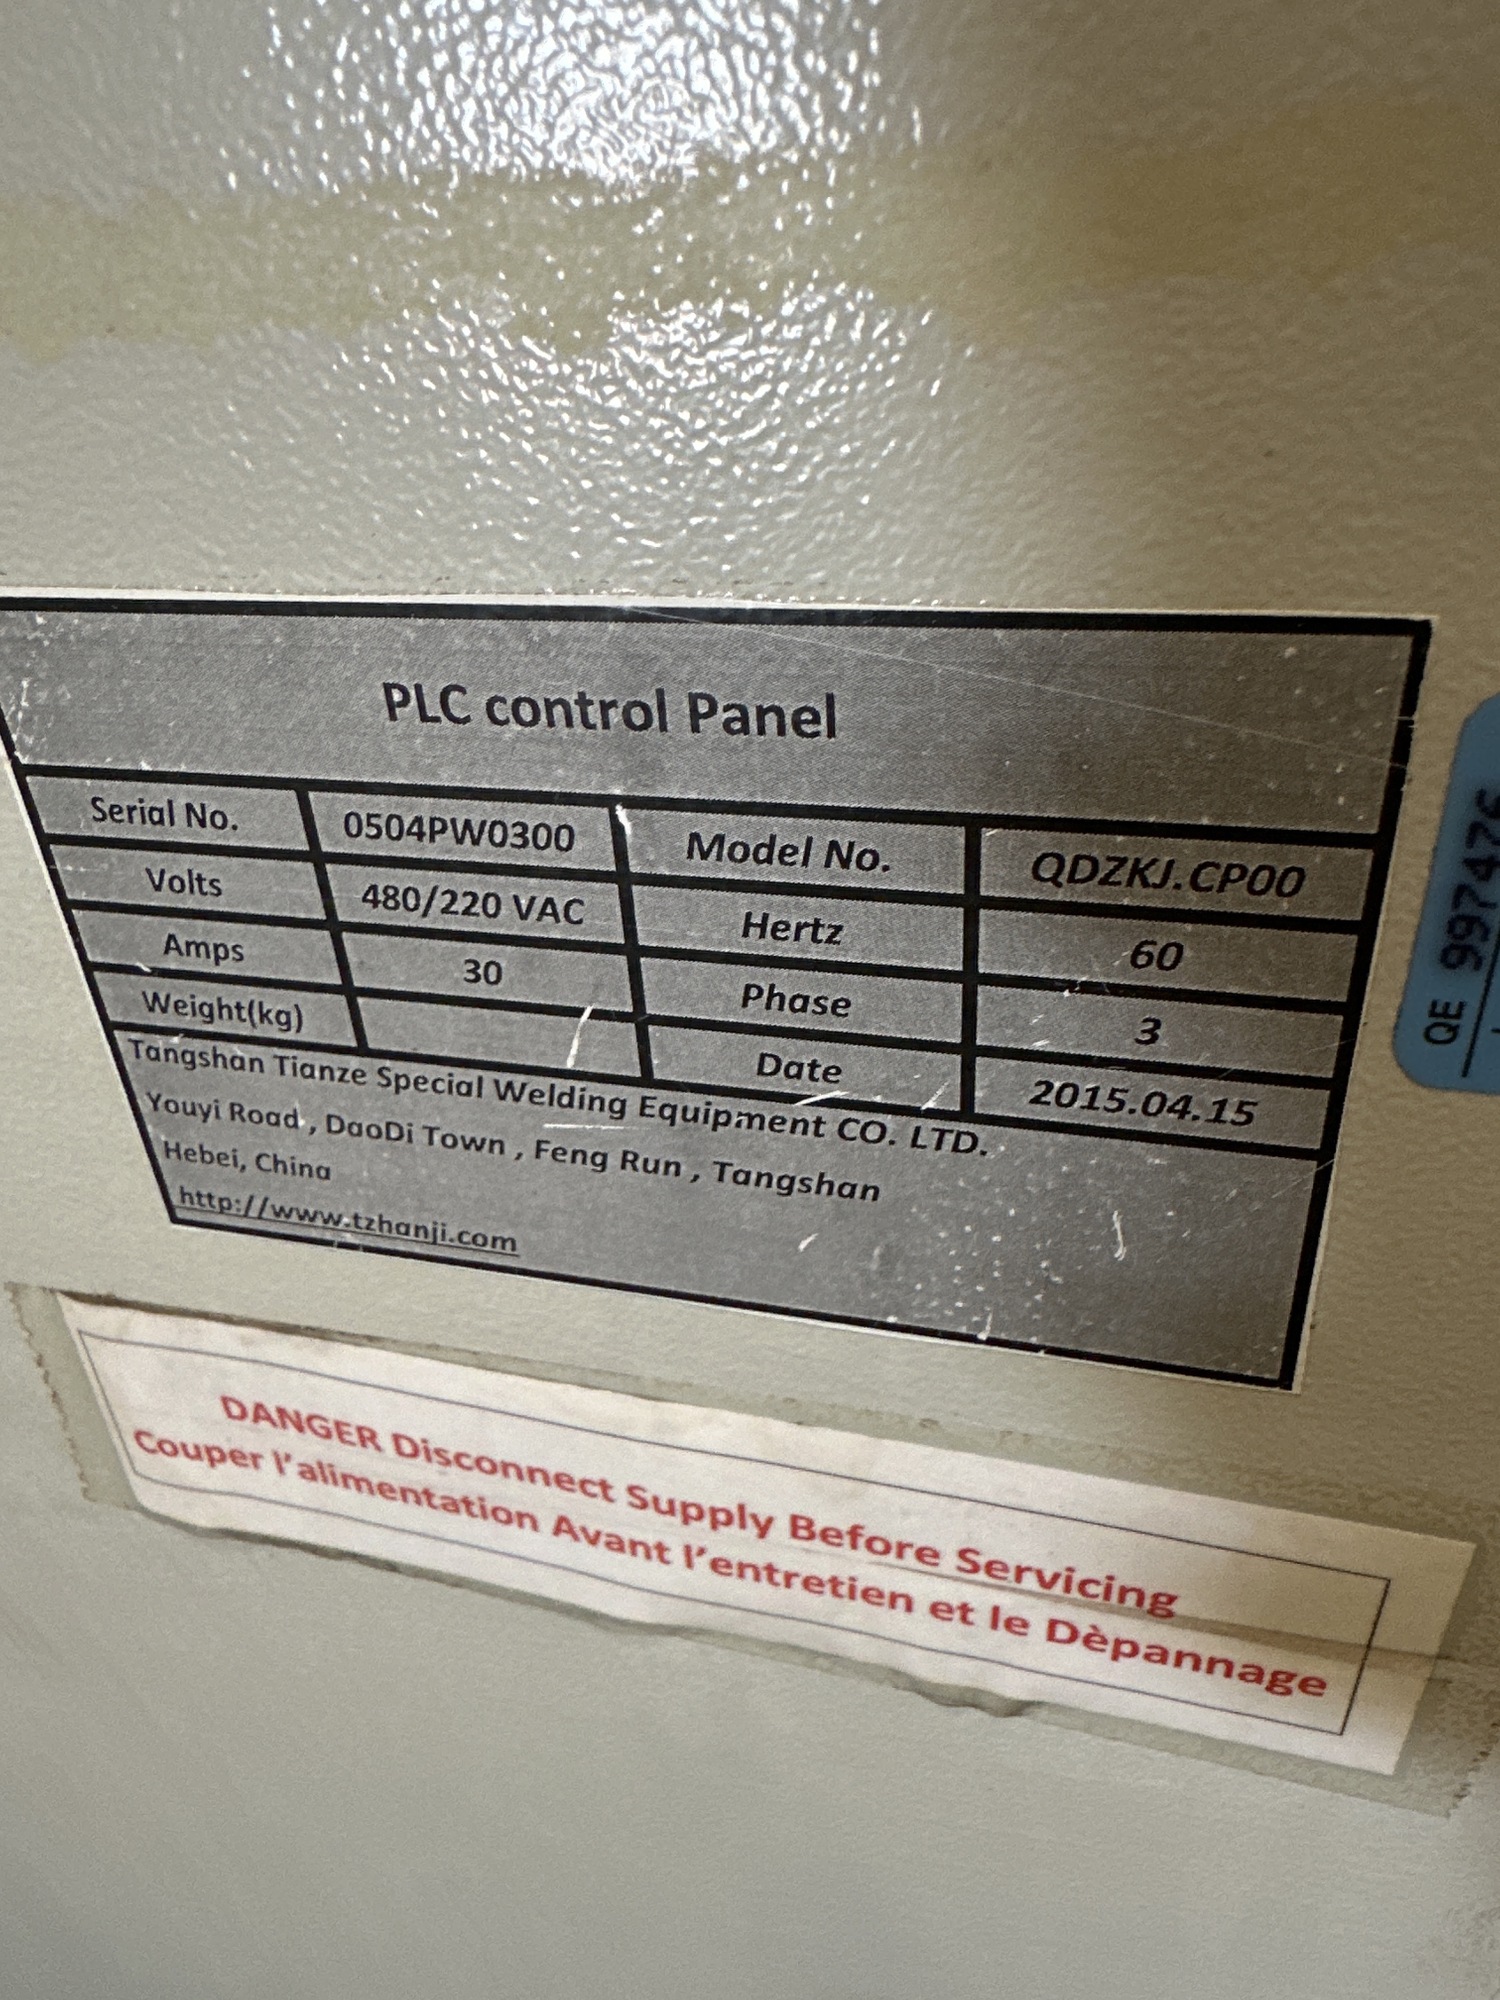 PLC control Panel
Serial No. 0504PW0300 Model No. QDZKJ.CP00
Volts 480/220 VAC Hertz 60
Amps 30 Phase 3
Weight(kg) Date 2015.04.15
Tangshan Tianze Special Welding Equipment CO. LTD.
Youyi Road , DaoDi Town , Feng Run , Tangshan
Hebei, China
http://www.tzhanji.com
QE 997476
DANGER Disconnect Supply Before Servicing
Couper l'alimentation Avant l'entretien et le Dèpannage